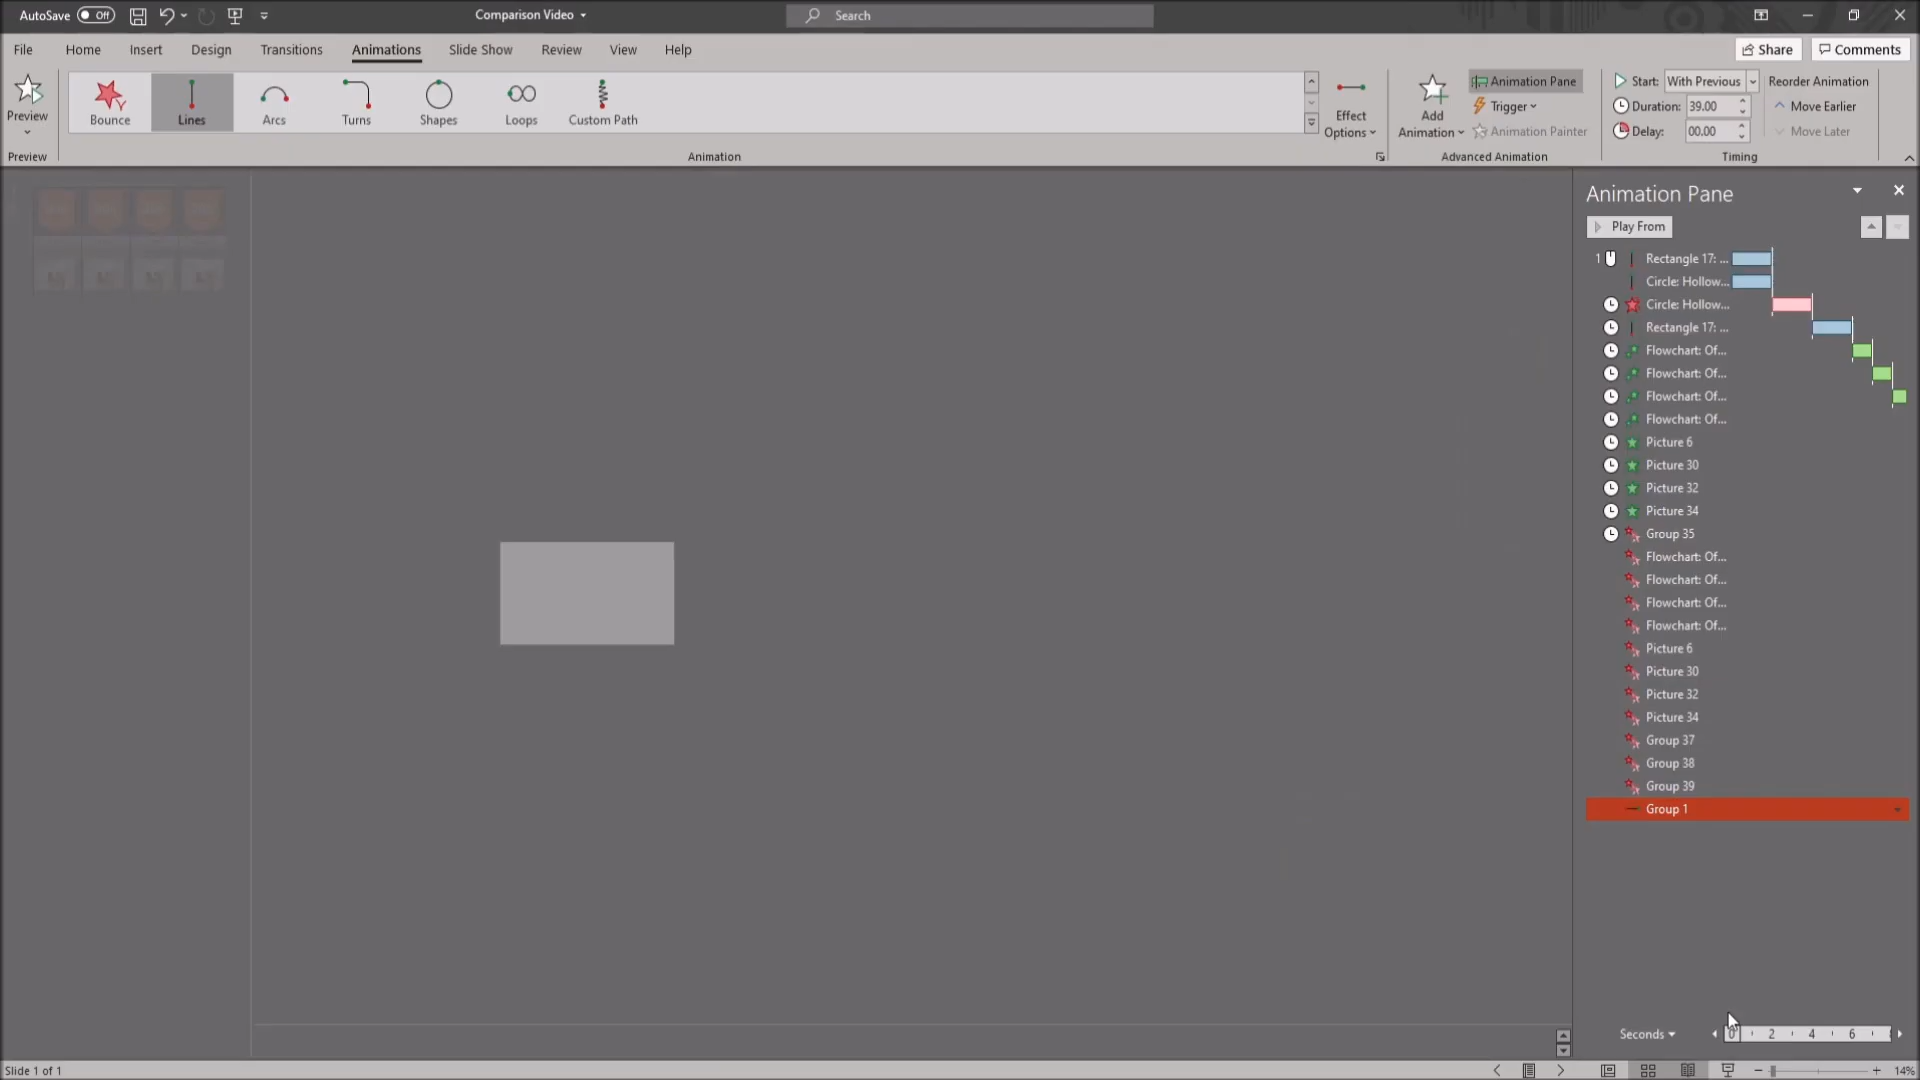 AutoSave Off Comparison Video Search
File Home Insert Design Transitions Animations Slide Show Review View Help Share Comments
Preview
Preview
Bounce Lines Arcs Turns Shapes Loops Custom Path
Animation
Effect Options
Add Animation
Animation Pane
Trigger
Animation Painter
Advanced Animation
Start: With Previous
Duration: 39.00
Delay: 00.00
Timing
Reorder Animation
Move Earlier
Move Later
Animation Pane
Play From
1 Rectangle 17: ...
Circle: Hollow...
Circle: Hollow...
Rectangle 17: ...
Flowchart: Of...
Flowchart: Of...
Flowchart: Of...
Flowchart: Of...
Picture 6
Picture 30
Picture 32
Picture 34
Group 35
Flowchart: Of...
Flowchart: Of...
Flowchart: Of...
Flowchart: Of...
Picture 6
Picture 30
Picture 32
Picture 34
Group 37
Group 38
Group 39
Group 1
Seconds 0 2 4 6
Slide 1 of 1 14%